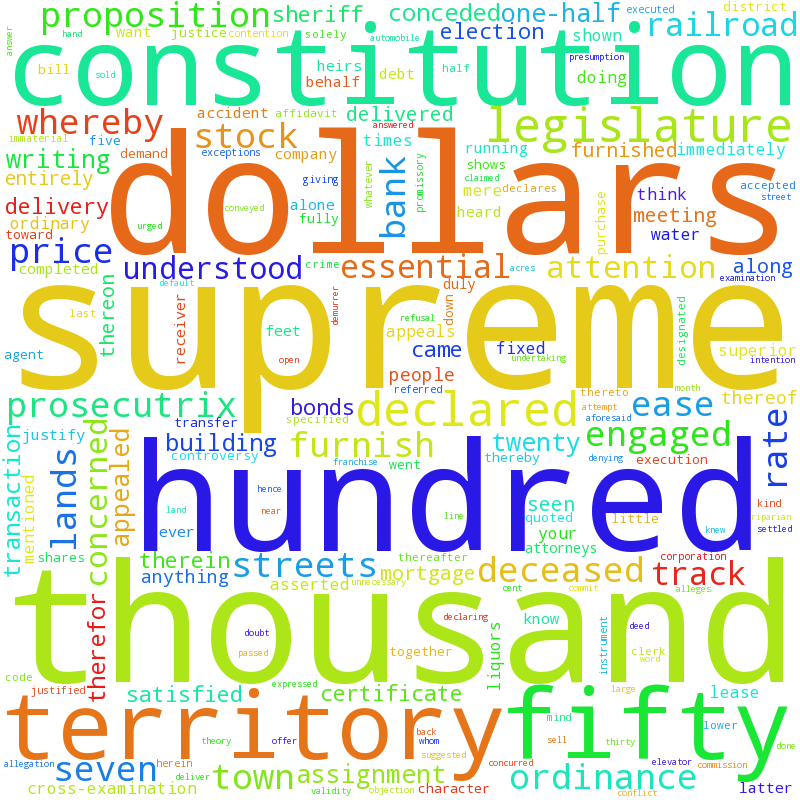 answer
proposition
sheriff
conceded
one-half
district
executed
railroad
hand
want
justice
contention
solely
automobile
election
shown
constitution
bill
sold
heirs
behalf
debt
half
presumption
doing
whereby
stock
accident
affidavit
delivered
answered
times
legislature
immaterial
five
demand
exceptions
company
running
furnished
immediately
writing
dollars
entirely
giving
alone
fully
bank
whatever
promissory
shows
claimed
mere
declares
think
accepted
street
delivery
ordinary
toward
conveyed
urged
heard
purchase
meeting
water
price
understood
crime
essential
acres
attention
along
completed
thereon
default
duly
examination
supreme
last
receiver
feet
demurrer
refusal
appeals
down
designated
superior
intention
agent
open
came
undertaking
fixed
people
referred
month
prosecutrix
bonds
declared
thereto
attempt
aforesaid
ease
thereof
transaction
justify
concerned
appealed
transfer
building
specified
controversy
furnish
twenty
engaged
rate
lands
mentioned
went
thereby
denying
execution
hundred
franchise
land
hence
near
line
seen
quoted
little
knew
kind
riparian
settled
shares
ever
your
attorneys
therein
anything
streets
thereafter
mortgage
deceased
corporation
track
asserted
unnecessary
cent
commit
alleges
thousand
therefor
declaring
know
doubt
passed
together
liquors
instrument
deed
clerk
word
code
justified
satisfied
expressed
certificate
large
lease
territory
fifty
theory
offer
back
whom
mind
lower
suggested
sell
thirty
done
allegation
seven
herein
deliver
town
assignment
concurred
ordinance
elevator
commission
cross-examination
validity
objection
character
conflict
latter